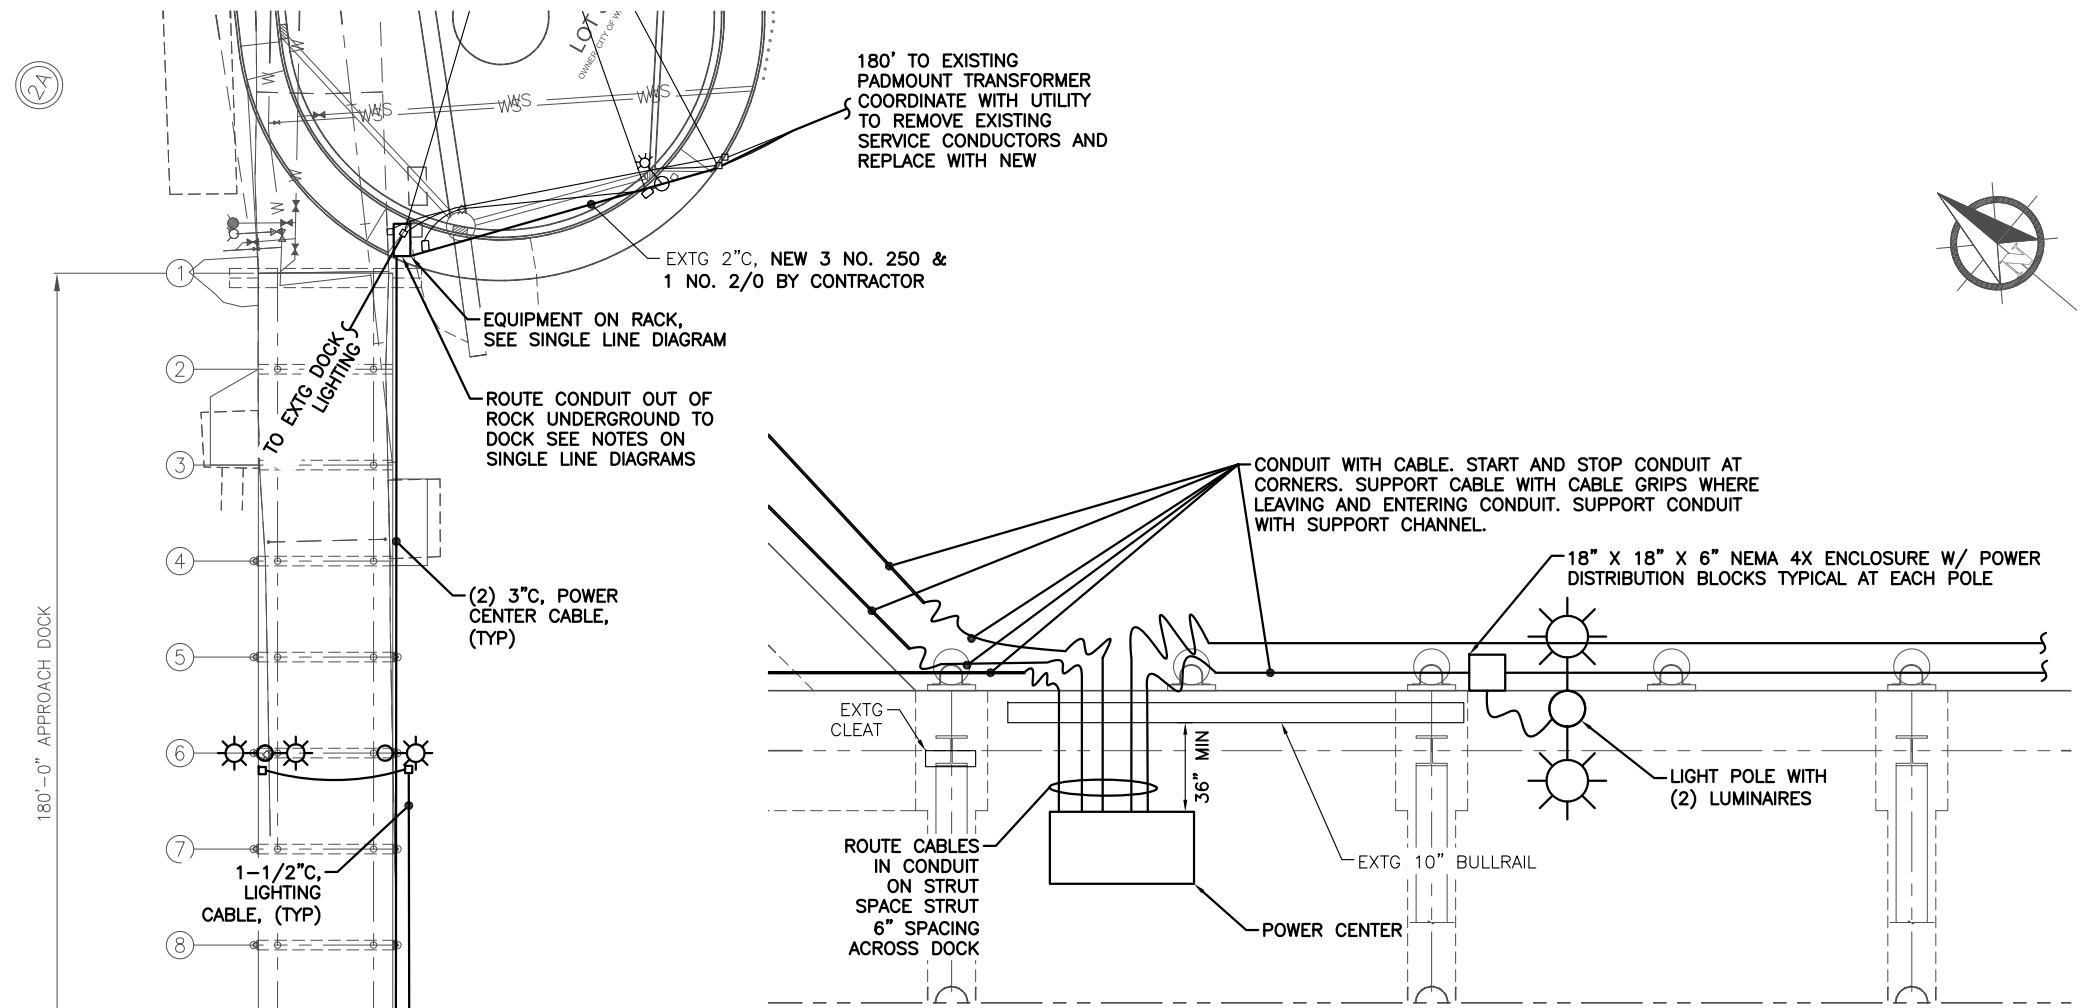 2A
LOT
OWNER: CITY OF W
W
W
W
W
W
WS
WS
WS
WS
WS
WS
180' TO EXISTING
PADMOUNT TRANSFORMER
COORDINATE WITH UTILITY
TO REMOVE EXISTING
SERVICE CONDUCTORS AND
REPLACE WITH NEW
EXTG 2"C, NEW 3 NO. 250 &
1 NO. 2/0 BY CONTRACTOR
EQUIPMENT ON RACK,
SEE SINGLE LINE DIAGRAM
TO EXTG DOCK
LIGHTING
ROUTE CONDUIT OUT OF
ROCK UNDERGROUND TO
DOCK SEE NOTES ON
SINGLE LINE DIAGRAMS
1
2
3
4
5
6
7
8
180'-0" APPROACH DOCK
(2) 3"C, POWER
CENTER CABLE,
(TYP)
1-1/2"C,
LIGHTING
CABLE, (TYP)
CONDUIT WITH CABLE. START AND STOP CONDUIT AT
CORNERS. SUPPORT CABLE WITH CABLE GRIPS WHERE
LEAVING AND ENTERING CONDUIT. SUPPORT CONDUIT
WITH SUPPORT CHANNEL.
18" X 18" X 6" NEMA 4X ENCLOSURE W/ POWER
DISTRIBUTION BLOCKS TYPICAL AT EACH POLE
EXTG
CLEAT
36" MIN
LIGHT POLE WITH
(2) LUMINAIRES
ROUTE CABLES
IN CONDUIT
ON STRUT
SPACE STRUT
6" SPACING
ACROSS DOCK
EXTG 10" BULLRAIL
POWER CENTER